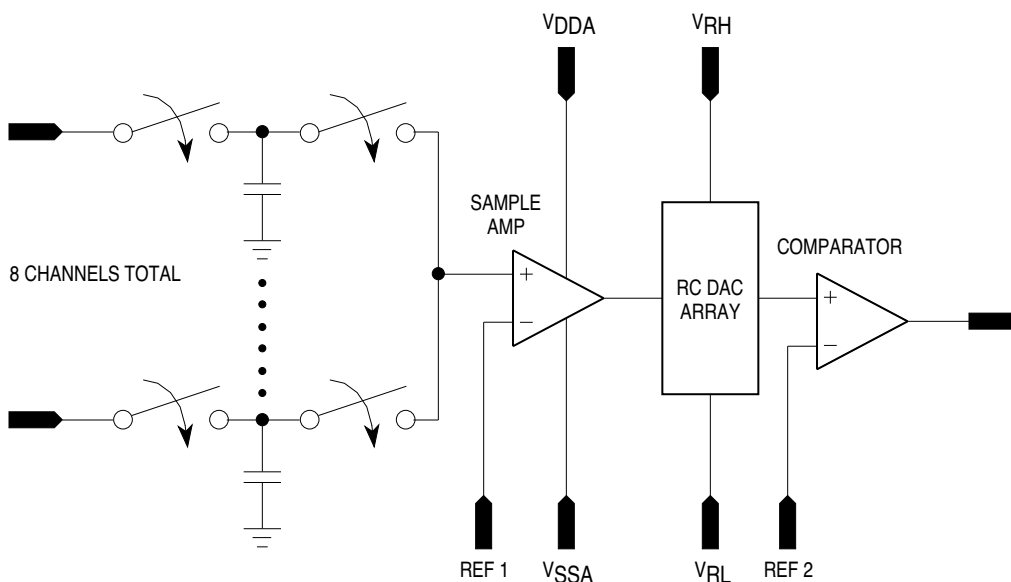 VDDA
VRH
SAMPLE
AMP
+
−
8 CHANNELS TOTAL
RC DAC
ARRAY
COMPARATOR
+
−
REF 1
VSSA
VRL
REF 2